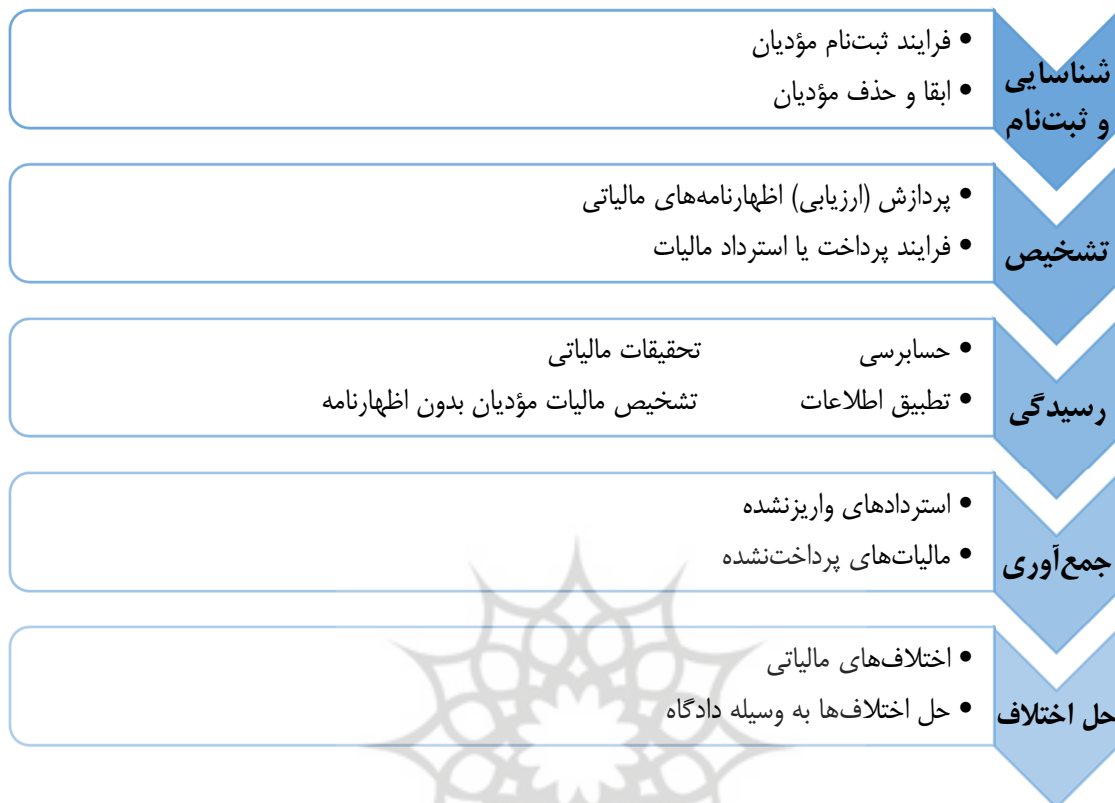 شناسایی
و ثبت‌نام
• فرایند ثبت‌نام مؤدیان
• ابقا و حذف مؤدیان
تشخیص
• پردازش (ارزیابی) اظهارنامه‌های مالیاتی
• فرایند پرداخت یا استرداد مالیات
رسیدگی
• حسابرسی تحقیقات مالیاتی
• تطبیق اطلاعات تشخیص مالیات مؤدیان بدون اظهارنامه
جمع‌آوری
• استردادهای واریزنشده
• مالیات‌های پرداخت‌نشده
حل اختلاف
• اختلاف‌های مالیاتی
• حل اختلاف‌ها به وسیله دادگاه